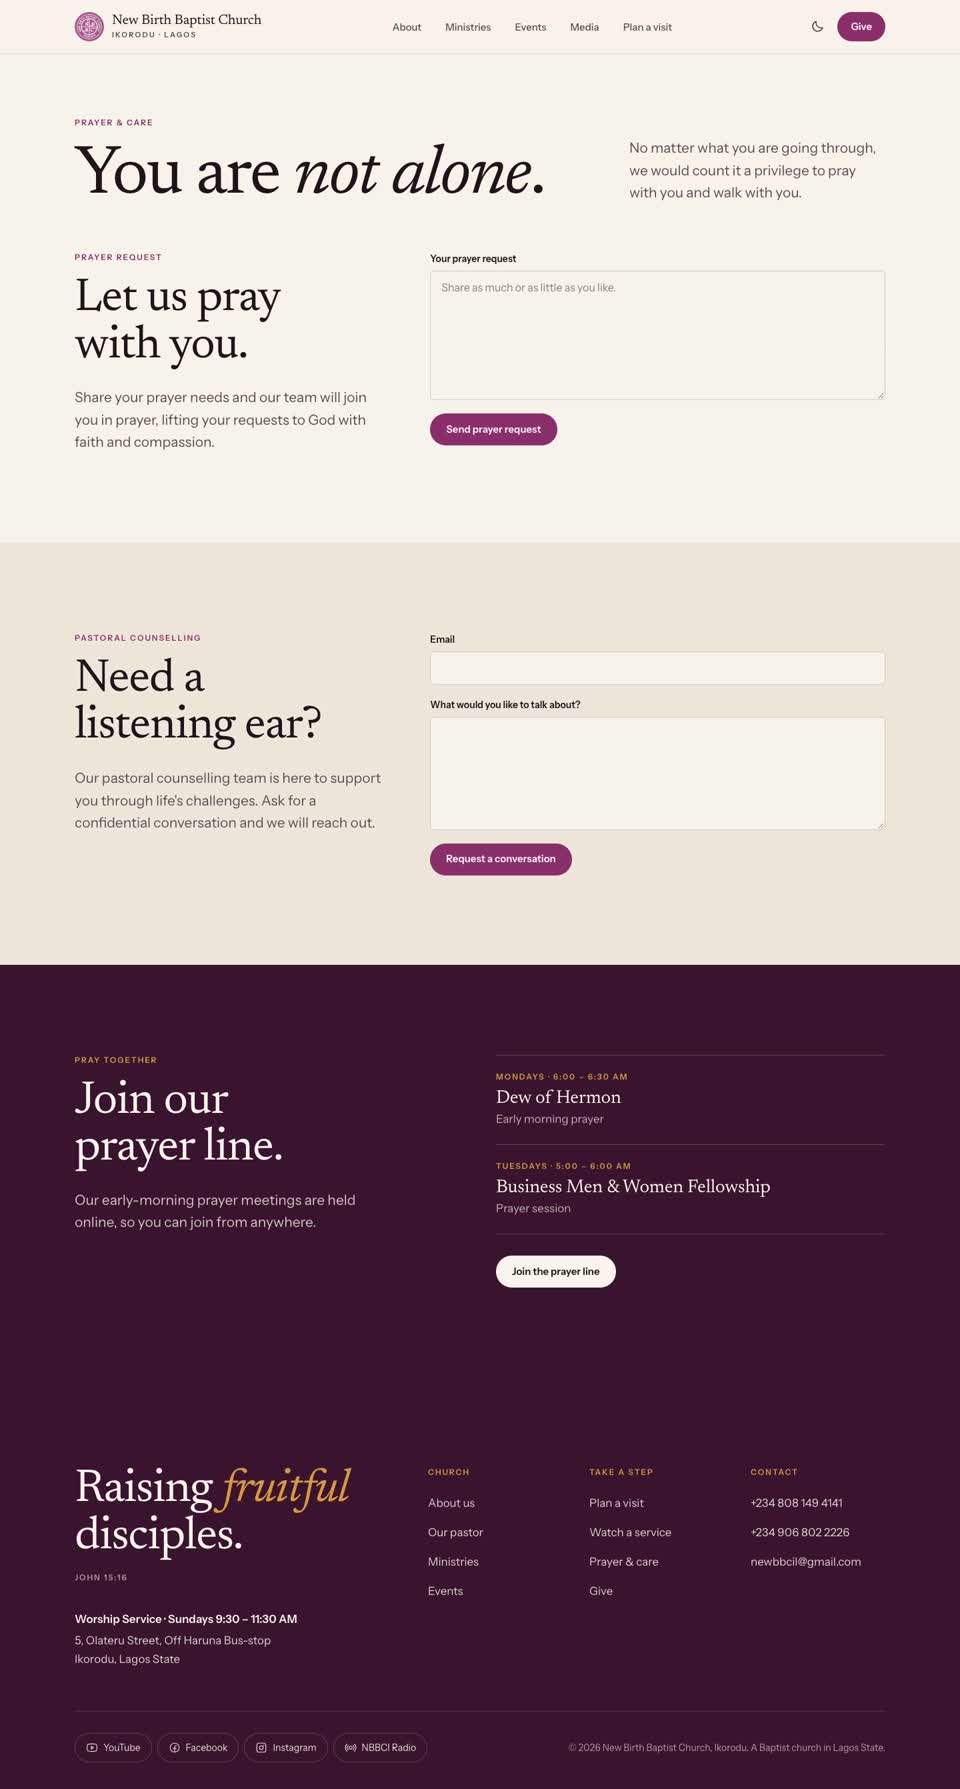 New Birth Baptist Church
IKORODU · LAGOS
About
Ministries
Events
Media
Plan a visit
Give
PRAYER & CARE
You are not alone.
No matter what you are going through,
we would count it a privilege to pray
with you and walk with you.
PRAYER REQUEST
Let us pray
with you.
Share your prayer needs and our team will join
you in prayer, lifting your requests to God with
faith and compassion.
Your prayer request
Share as much or as little as you like.
Send prayer request
PASTORAL COUNSELLING
Need a
listening ear?
Our pastoral counselling team is here to support
you through life's challenges. Ask for a
confidential conversation and we will reach out.
Email
What would you like to talk about?
Request a conversation
PRAY TOGETHER
Join our
prayer line.
Our early-morning prayer meetings are held
online, so you can join from anywhere.
MONDAYS · 6:00 – 6:30 AM
Dew of Hermon
Early morning prayer
TUESDAYS · 5:00 – 6:00 AM
Business Men & Women Fellowship
Prayer session
Join the prayer line
Raising fruitful
disciples.
JOHN 15:16
Worship Service · Sundays 9:30 – 11:30 AM
5, Olateru Street, Off Haruna Bus-stop
Ikorodu, Lagos State
CHURCH
About us
Our pastor
Ministries
Events
TAKE A STEP
Plan a visit
Watch a service
Prayer & care
Give
CONTACT
+234 808 149 4141
+234 906 802 2226
newbbcil@gmail.com
YouTube
Facebook
Instagram
NBBCI Radio
© 2026 New Birth Baptist Church, Ikorodu. A Baptist church in Lagos State.